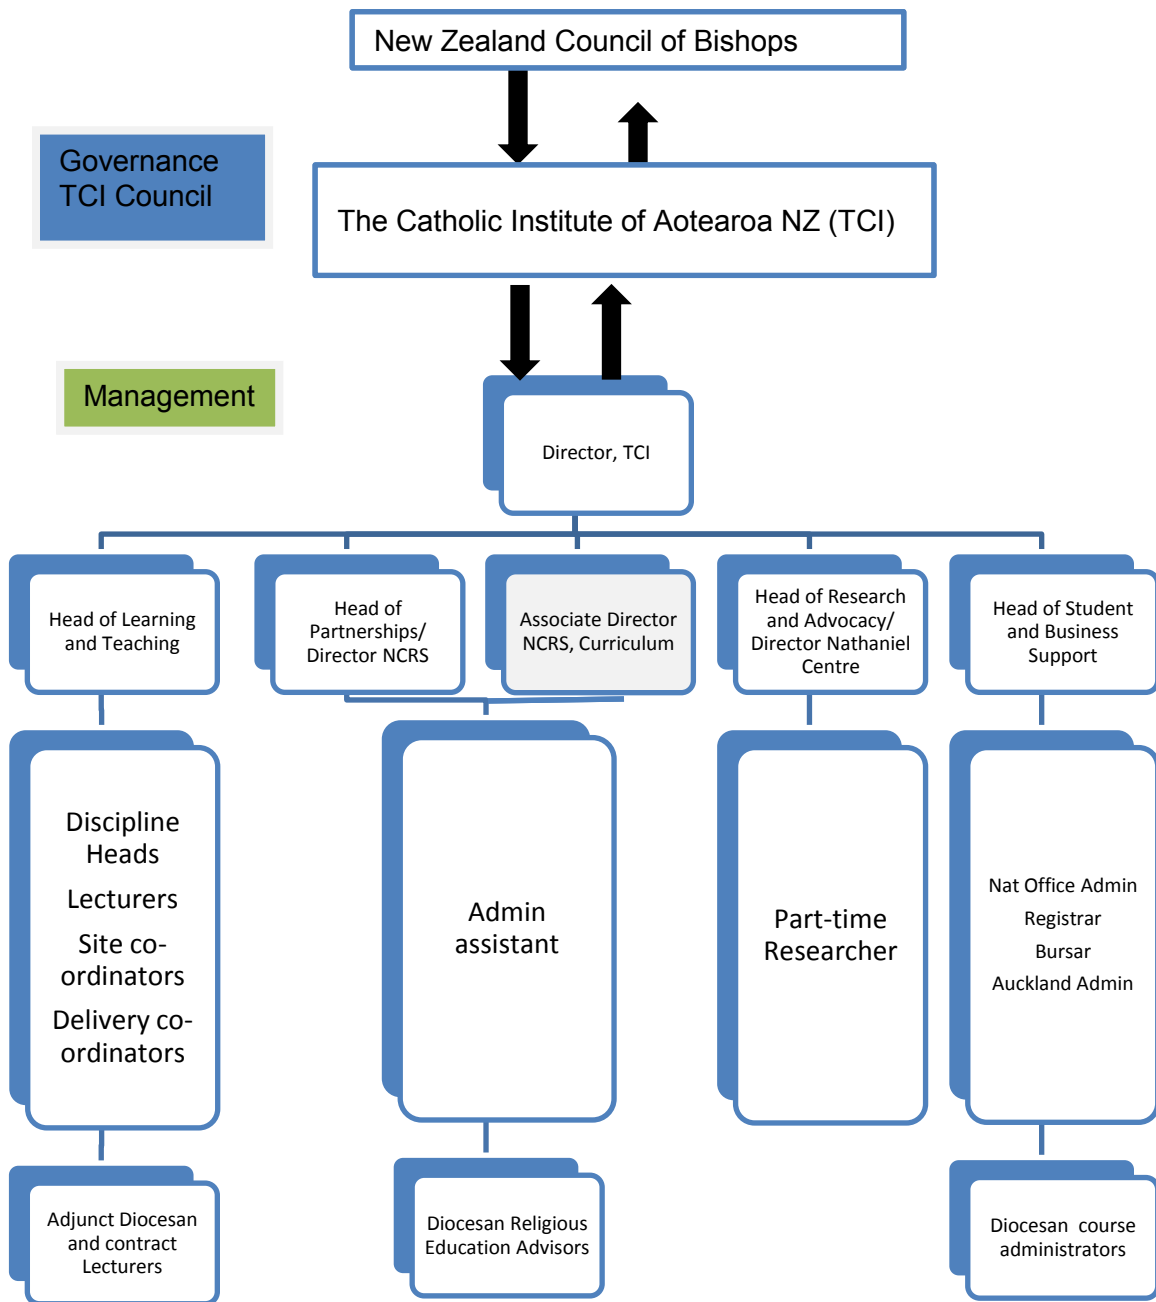 New Zealand Council of Bishops
Governance
TCI Council
The Catholic Institute of Aotearoa NZ (TCI)
Management
Director, TCI
Head of Learning
and Teaching
Head of
Partnerships/
Director NCRS
Associate Director
NCRS, Curriculum
Head of Research
and Advocacy/
Director Nathaniel
Centre
Head of Student
and Business
Support
Discipline
Heads
Lecturers
Site co-
ordinators
Delivery co-
ordinators
Admin
assistant
Part-time
Researcher
Nat Office Admin
Registrar
Bursar
Auckland Admin
Adjunct Diocesan
and contract
Lecturers
Diocesan Religious
Education Advisors
Diocesan course
administrators